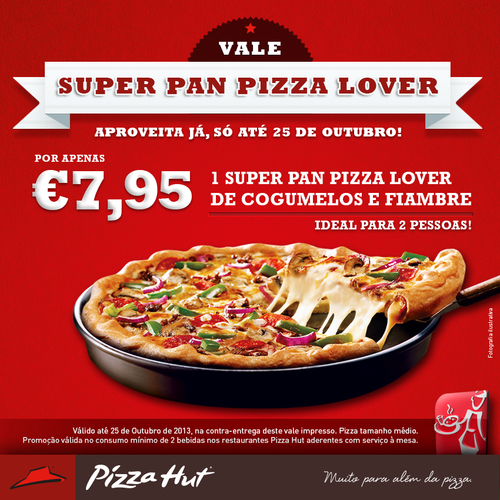 VALE
SUPER PAN PIZZA LOVER
APROVEITA JÁ, SÓ ATÉ 25 DE OUTUBRO!
POR APENAS
€7,95
1 SUPER PAN PIZZA LOVER
DE COGUMELOS E FIAMBRE
IDEAL PARA 2 PESSOAS!
Fotografia ilustrativa
Válido até 25 de Outubro de 2013, na contra-entrega deste vale impresso. Pizza tamanho médio.
Promoção válida no consumo mínimo de 2 bebidas nos restaurantes Pizza Hut aderentes com serviço à mesa.
Pizza Hut
Muito para além da pizza.